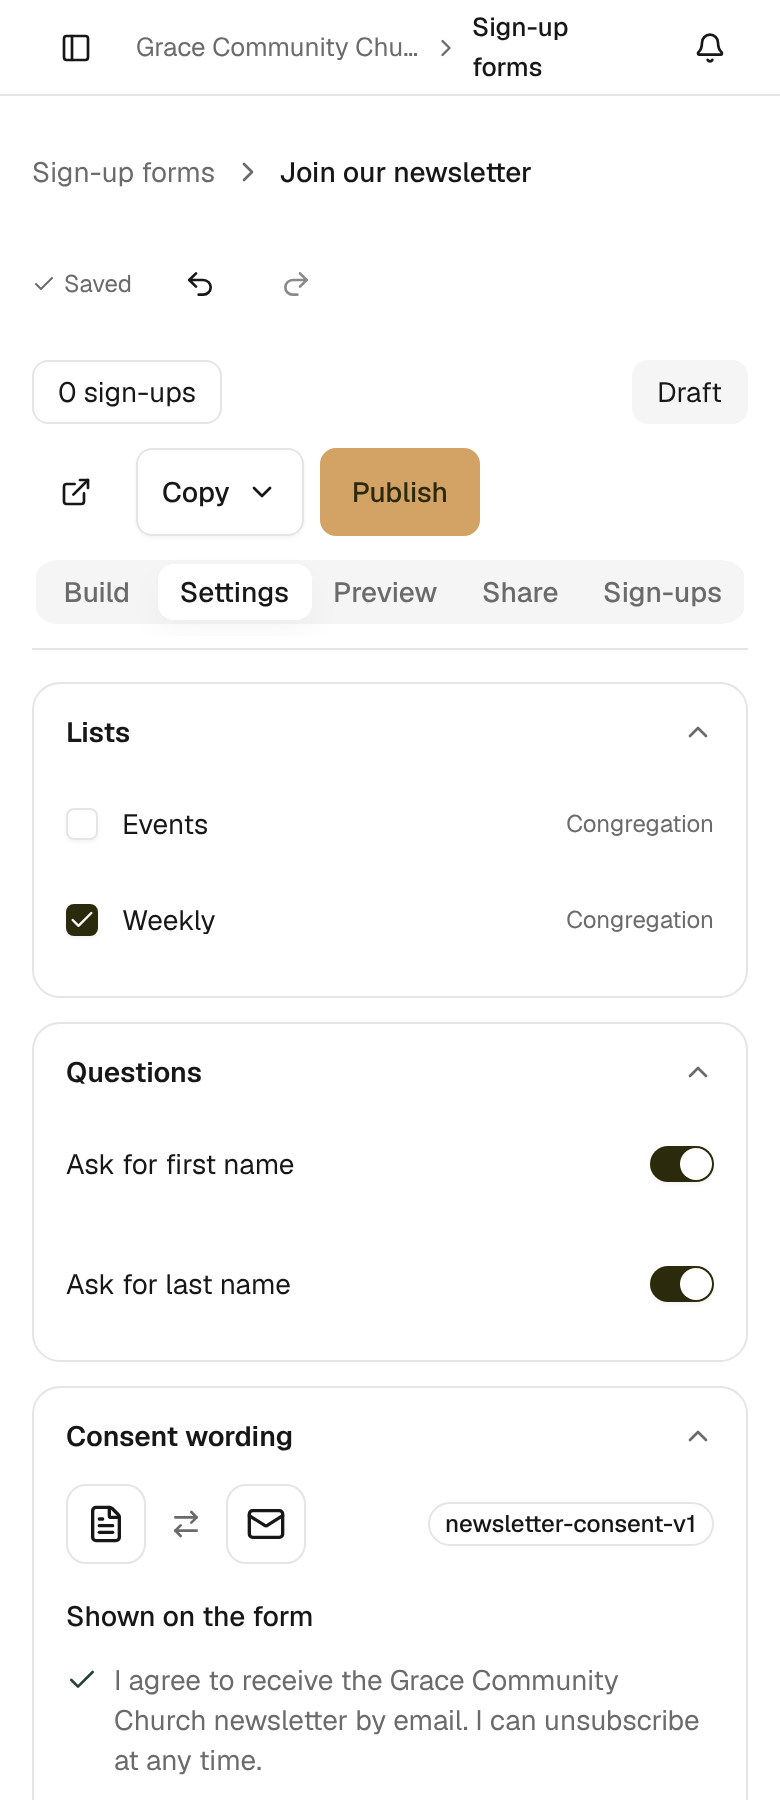 Grace Community Chu...
Sign-up
forms
Sign-up forms
Join our newsletter
Saved
0 sign-ups
Draft
Copy
Publish
Build
Settings
Preview
Share
Sign-ups
Lists
Events
Congregation
Weekly
Congregation
Questions
Ask for first name
Ask for last name
Consent wording
newsletter-consent-v1
Shown on the form
I agree to receive the Grace Community
Church newsletter by email. I can unsubscribe
at any time.